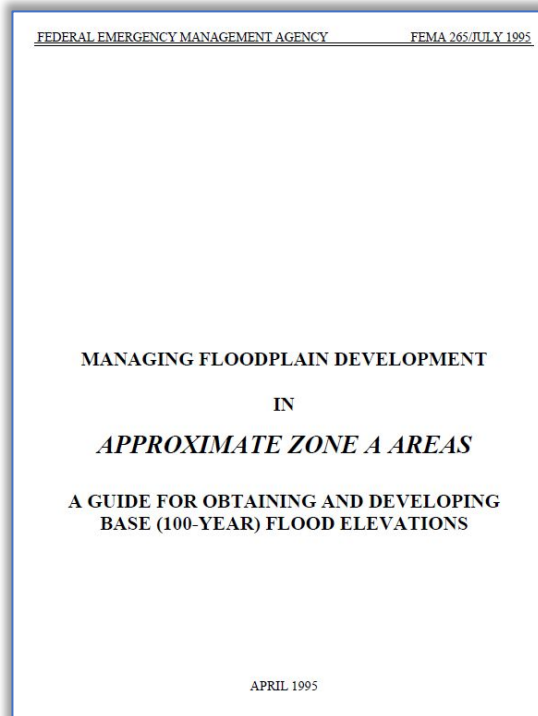 FEDERAL EMERGENCY MANAGEMENT AGENCY FEMA 265/JULY 1995
MANAGING FLOODPLAIN DEVELOPMENT
IN
APPROXIMATE ZONE A AREAS
A GUIDE FOR OBTAINING AND DEVELOPING
BASE (100-YEAR) FLOOD ELEVATIONS
APRIL 1995